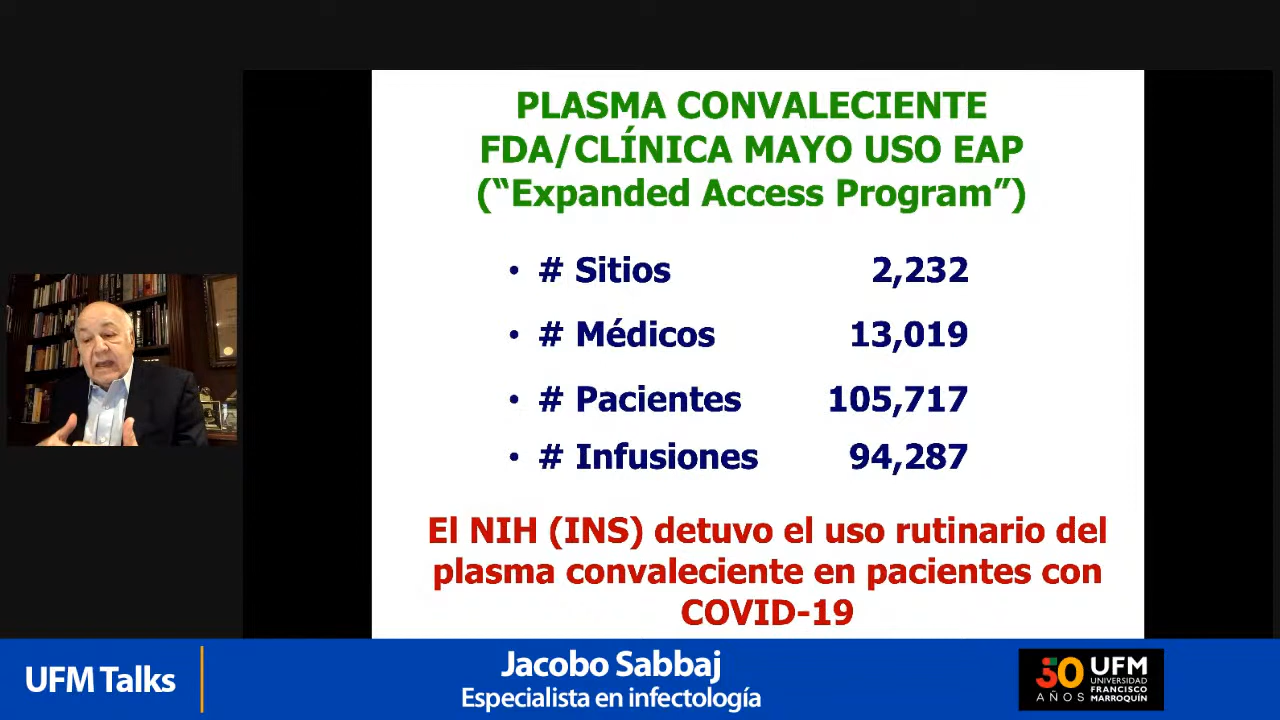 PLASMA CONVALECIENTE
FDA/CLÍNICA MAYO USO EAP
(“Expanded Access Program”)
• # Sitios 2,232
• # Médicos 13,019
• # Pacientes 105,717
• # Infusiones 94,287
El NIH (INS) detuvo el uso rutinario del
plasma convaleciente en pacientes con
COVID-19
UFM Talks
Jacobo Sabbaj
Especialista en infectología
50
AÑOS
UFM
UNIVERSIDAD
FRANCISCO
MARROQUÍN